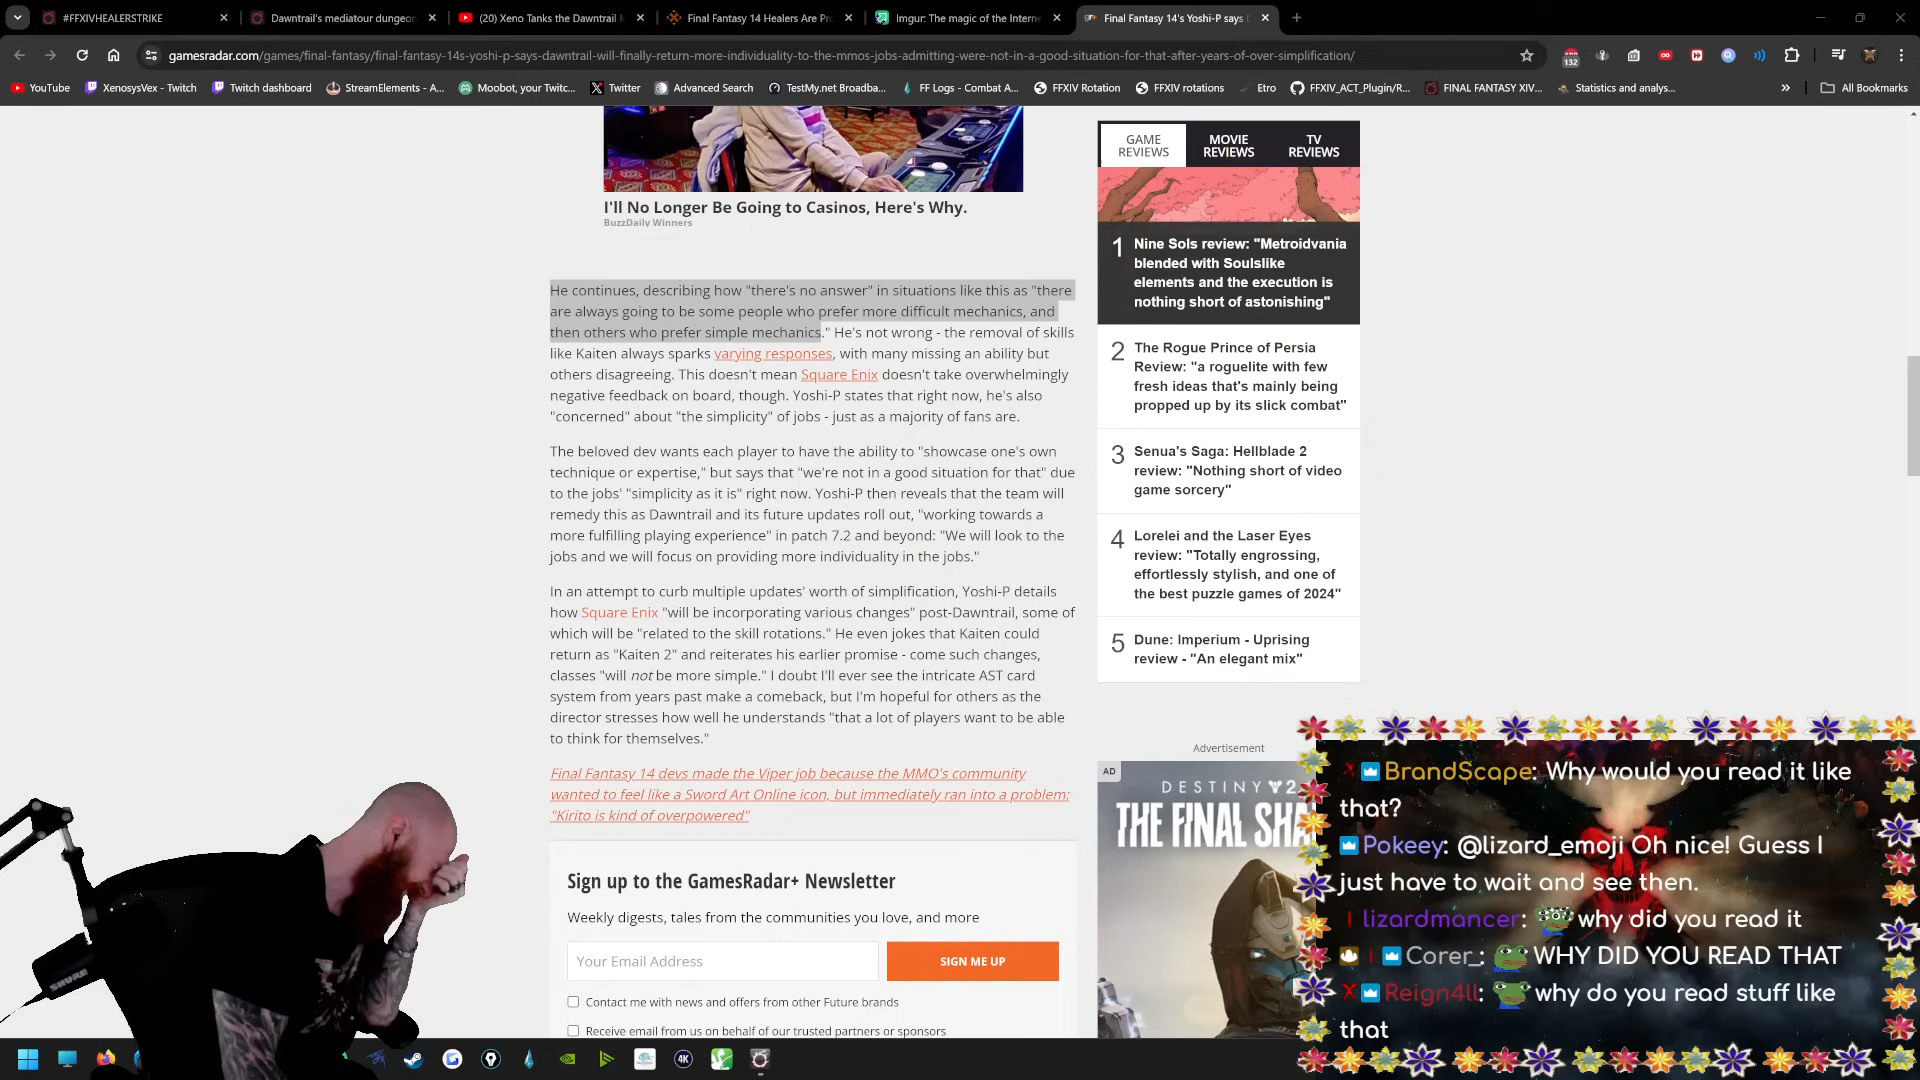 #FFXIVHEALERSTRIKE
Dawntrail's mediatour dungeon
(20) Xeno Tanks the Dawntrail M
Final Fantasy 14 Healers Are Pr
Imgur: The magic of the Interne
Final Fantasy 14's Yoshi-P says D
gamesradar.com/games/final-fantasy/final-fantasy-14s-yoshi-p-says-dawntrail-will-finally-return-more-individuality-to-the-mmos-jobs-admitting-were-not-in-a-good-situation-for-that-after-years-of-over-simplification/
132
YouTube
XenosysVex - Twitch
Twitch dashboard
StreamElements - A...
Moobot, your Twitc...
Twitter
Advanced Search
TestMy.net Broadba...
FF Logs - Combat A...
FFXIV Rotation
FFXIV rotations
Etro
FFXIV_ACT_Plugin/R...
FINAL FANTASY XIV...
Statistics and analys...
All Bookmarks
I'll No Longer Be Going to Casinos, Here's Why.
BuzzDaily Winners
He continues, describing how "there's no answer" in situations like this as "there
are always going to be some people who prefer more difficult mechanics, and
then others who prefer simple mechanics." He's not wrong - the removal of skills
like Kaiten always sparks varying responses, with many missing an ability but
others disagreeing. This doesn't mean Square Enix doesn't take overwhelmingly
negative feedback on board, though. Yoshi-P states that right now, he's also
"concerned" about "the simplicity" of jobs - just as a majority of fans are.
The beloved dev wants each player to have the ability to "showcase one's own
technique or expertise," but says that "we're not in a good situation for that" due
to the jobs' "simplicity as it is" right now. Yoshi-P then reveals that the team will
remedy this as Dawntrail and its future updates roll out, "working towards a
more fulfilling playing experience" in patch 7.2 and beyond: "We will look to the
jobs and we will focus on providing more individuality in the jobs."
In an attempt to curb multiple updates' worth of simplification, Yoshi-P details
how Square Enix "will be incorporating various changes" post-Dawntrail, some of
which will be "related to the skill rotations." He even jokes that Kaiten could
return as "Kaiten 2" and reiterates his earlier promise - come such changes,
classes "will not be more simple." I doubt I'll ever see the intricate AST card
system from years past make a comeback, but I'm hopeful for others as the
director stresses how well he understands "that a lot of players want to be able
to think for themselves."
Final Fantasy 14 devs made the Viper job because the MMO's community
wanted to feel like a Sword Art Online icon, but immediately ran into a problem:
"Kirito is kind of overpowered"
Sign up to the GamesRadar+ Newsletter
Weekly digests, tales from the communities you love, and more
Your Email Address
SIGN ME UP
Contact me with news and offers from other Future brands
Receive email from us on behalf of our trusted partners or sponsors
GAME
REVIEWS
MOVIE
REVIEWS
TV
REVIEWS
1
Nine Sols review: "Metroidvania
blended with Soulslike
elements and the execution is
nothing short of astonishing"
2
The Rogue Prince of Persia
Review: "a roguelite with few
fresh ideas that's mainly being
propped up by its slick combat"
3
Senua's Saga: Hellblade 2
review: "Nothing short of video
game sorcery"
4
Lorelei and the Laser Eyes
review: "Totally engrossing,
effortlessly stylish, and one of
the best puzzle games of 2024"
5
Dune: Imperium - Uprising
review - "An elegant mix"
Advertisement
AD
DESTINY 2
THE FINAL SHA
BrandScape: Why would you read it like
that?
Pokeey: @lizard_emoji Oh nice! Guess I
just have to wait and see then.
lizardmancer: why did you read it
Corer_: WHY DID YOU READ THAT
Reign4ll: why do you read stuff like
that
SHURE
4K